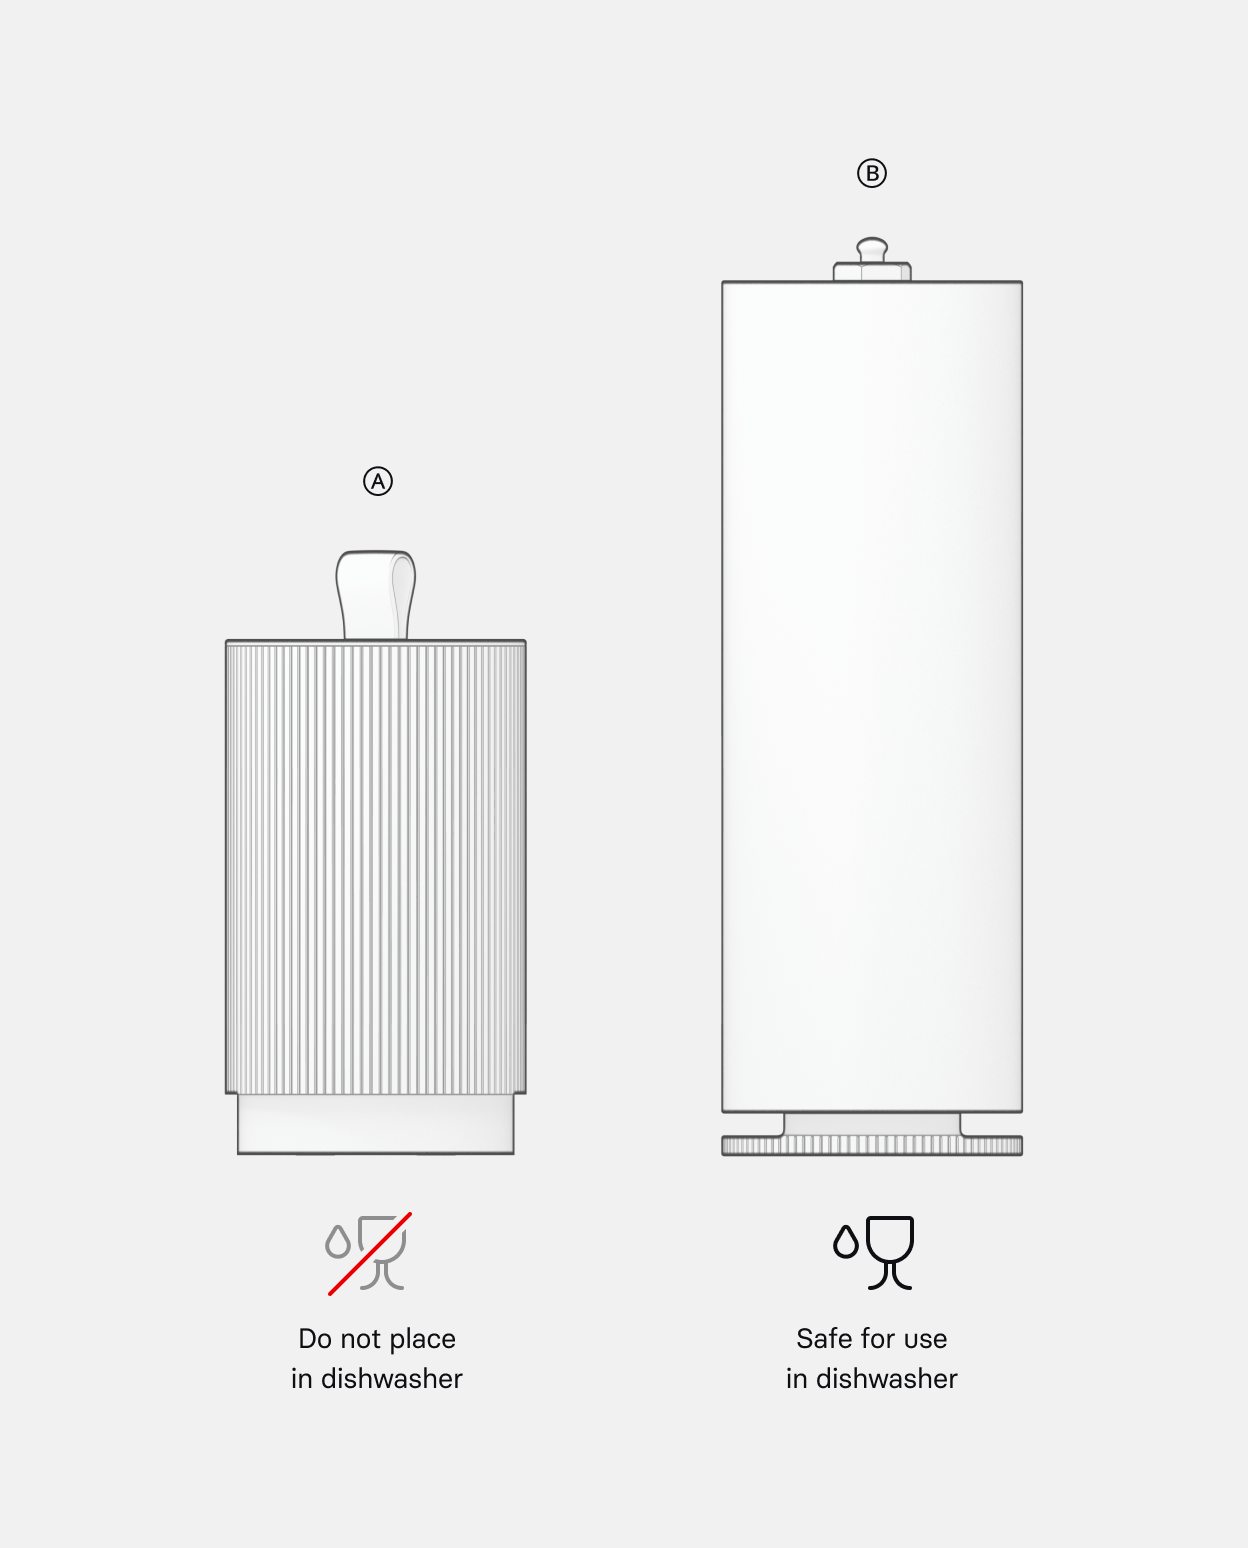 Ⓑ
Ⓐ
Do not place
in dishwasher
Safe for use
in dishwasher